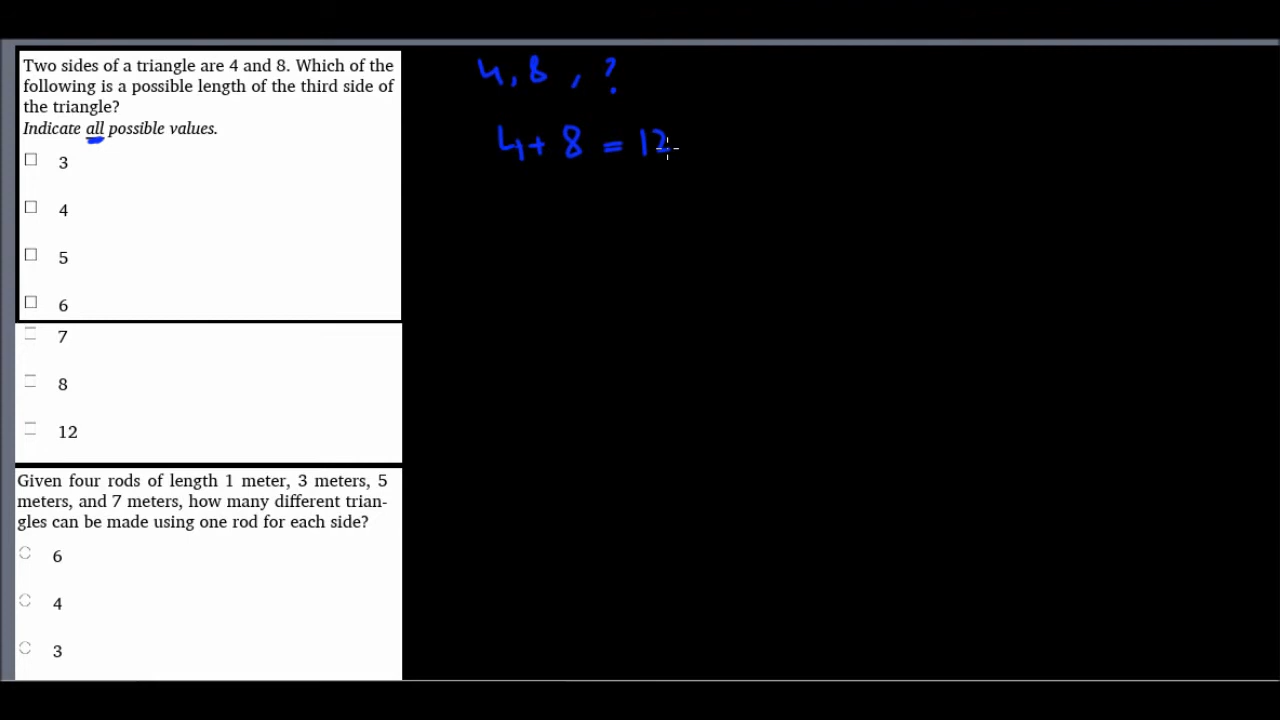 Two sides of a triangle are 4 and 8. Which of the
following is a possible length of the third side of
the triangle?
Indicate all possible values.
3
4
5
6
7
8
12
Given four rods of length 1 meter, 3 meters, 5
meters, and 7 meters, how many different trian-
gles can be made using one rod for each side?
6
4
3
4, 8 , ?
4 + 8 = 12